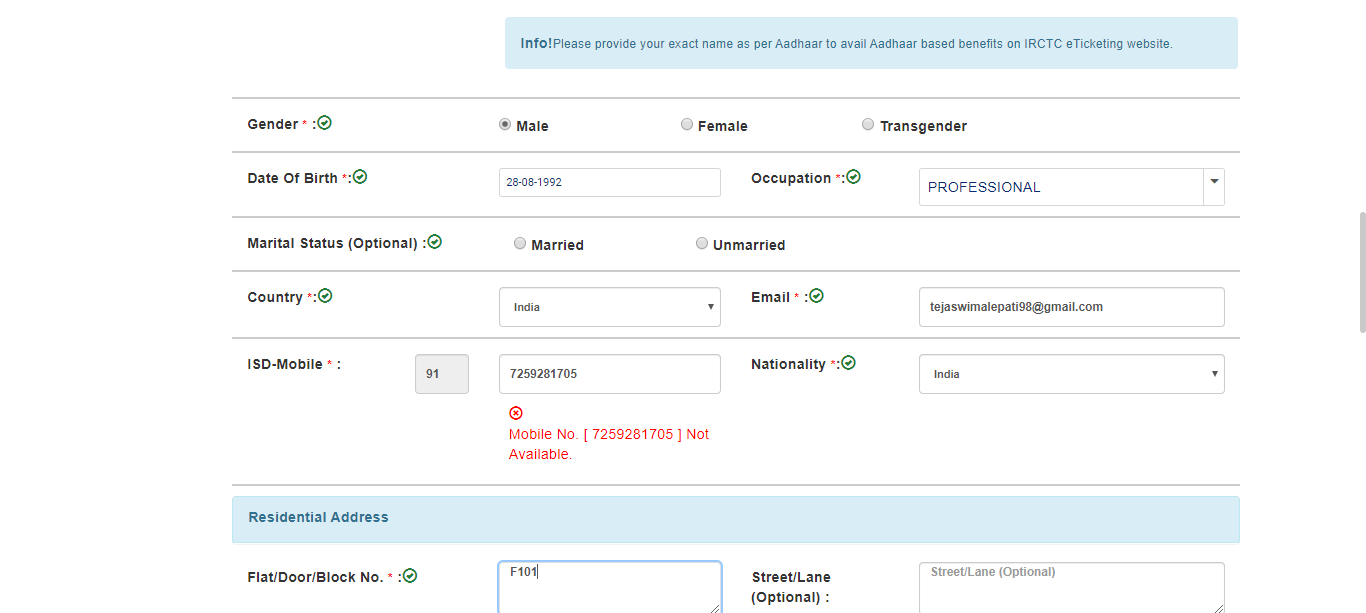 Info!Please provide your exact name as per Aadhaar to avail Aadhaar based benefits on IRCTC eTicketing website.
Gender * : Male Female Transgender
Date Of Birth *: 28-08-1992 Occupation *: PROFESSIONAL
Marital Status (Optional) : Married Unmarried
Country *: India Email * : tejaswimalepati98@gmail.com
ISD-Mobile * : 91 7259281705 Nationality *: India
Mobile No. [ 7259281705 ] Not
Available.
Residential Address
Flat/Door/Block No. * : F101 Street/Lane Street/Lane (Optional)
(Optional) :